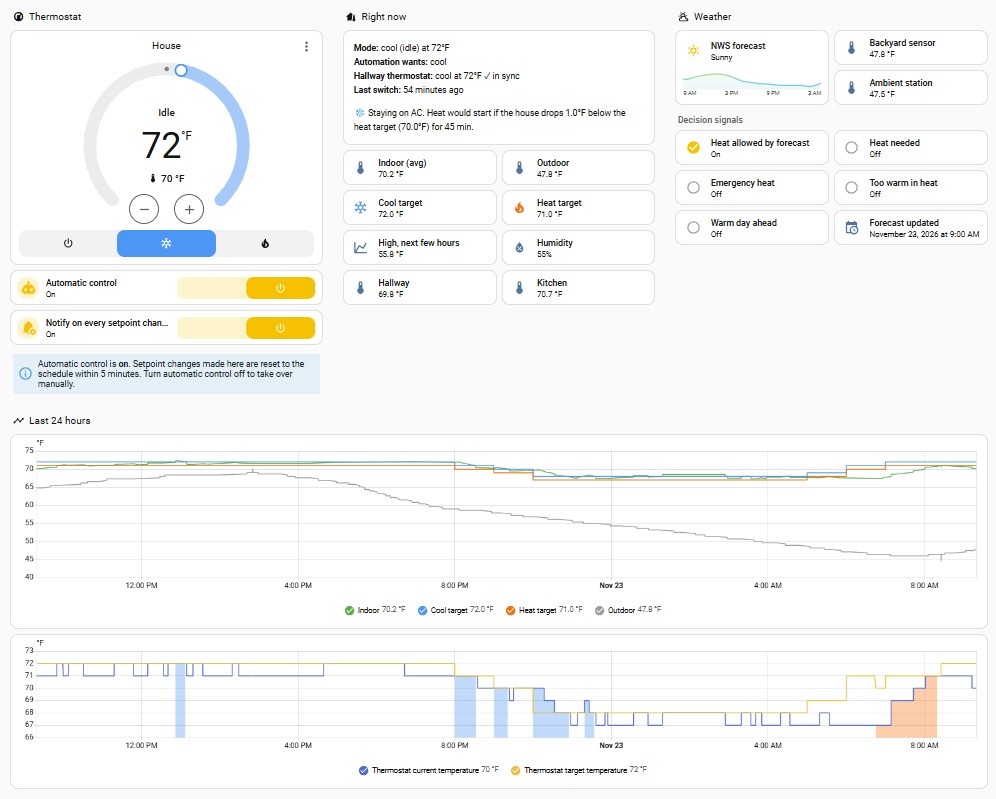 Thermostat
House
Idle
72°F
70 °F
Automatic control
On
Notify on every setpoint chan...
On
Automatic control is on. Setpoint changes made here are reset to the
schedule within 5 minutes. Turn automatic control off to take over
manually.
Right now
Mode: cool (idle) at 72°F
Automation wants: cool
Hallway thermostat: cool at 72°F ✓ in sync
Last switch: 54 minutes ago
Staying on AC. Heat would start if the house drops 1.0°F below the
heat target (70.0°F) for 45 min.
Indoor (avg)
70.2 °F
Outdoor
47.8 °F
Cool target
72.0 °F
Heat target
71.0 °F
High, next few hours
55.8 °F
Humidity
55%
Hallway
69.8 °F
Kitchen
70.7 °F
Weather
NWS forecast
Sunny
9 AM 3 PM 9 PM 3 AM
Backyard sensor
47.8 °F
Ambient station
47.5 °F
Decision signals
Heat allowed by forecast
On
Heat needed
Off
Emergency heat
Off
Too warm in heat
Off
Warm day ahead
Off
Forecast updated
November 23, 2026 at 9:00 AM
Last 24 hours
°F
75
70
65
60
55
50
45
40
12:00 PM 4:00 PM 8:00 PM Nov 23 4:00 AM 8:00 AM
Indoor 70.2 °F Cool target 72.0 °F Heat target 71.0 °F Outdoor 47.8 °F
°F
73
72
71
70
69
68
67
66
12:00 PM 4:00 PM 8:00 PM Nov 23 4:00 AM 8:00 AM
Thermostat current temperature 70 °F Thermostat target temperature 72 °F